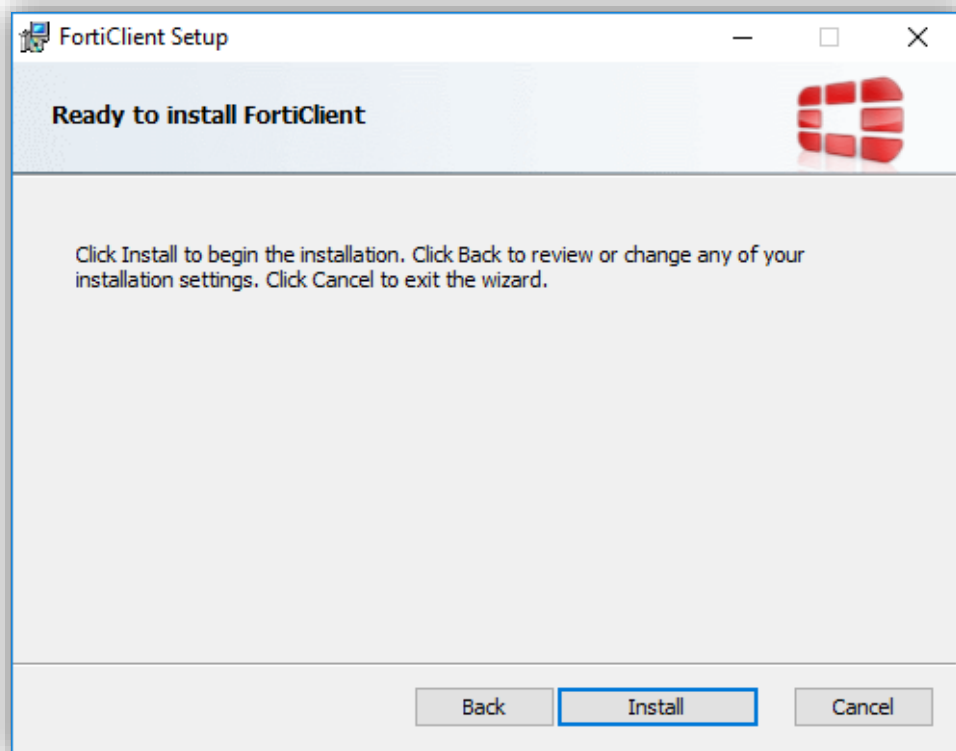 FortiClient Setup
Ready to install FortiClient
Click Install to begin the installation. Click Back to review or change any of your
installation settings. Click Cancel to exit the wizard.
Back Install Cancel